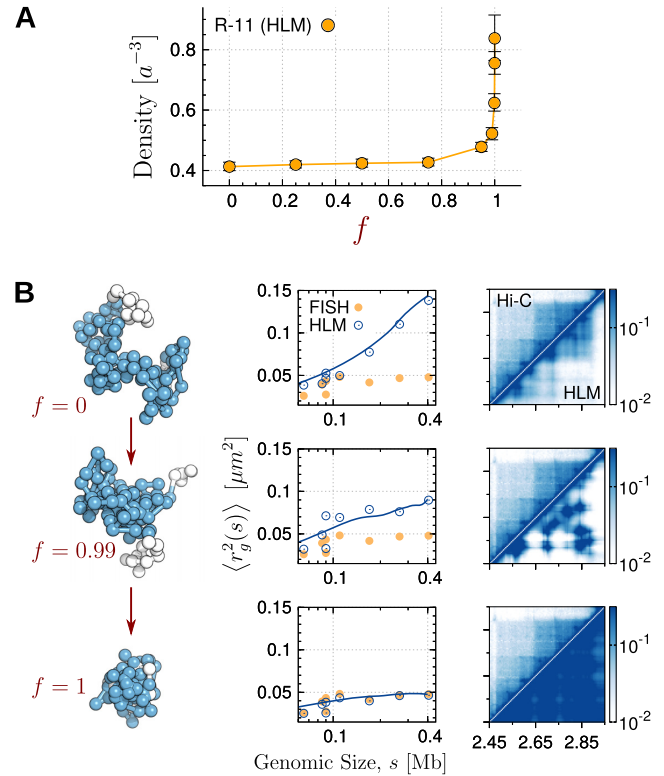 A
R-11 (HLM)
Density [a⁻³]
0.8
0.6
0.4
0 0.2 0.4 0.6 0.8 1
f
B
f = 0
f = 0.99
f = 1
⟨r_g²(s)⟩ [μm²]
0.15
0.1
0.05
FISH
HLM
0.1 0.4
0.15
0.1
0.05
0.1 0.4
0.15
0.1
0.05
0.1 0.4
Genomic Size, s [Mb]
Hi-C
HLM
10⁻¹
10⁻²
10⁻¹
10⁻²
10⁻¹
10⁻²
2.45 2.65 2.85